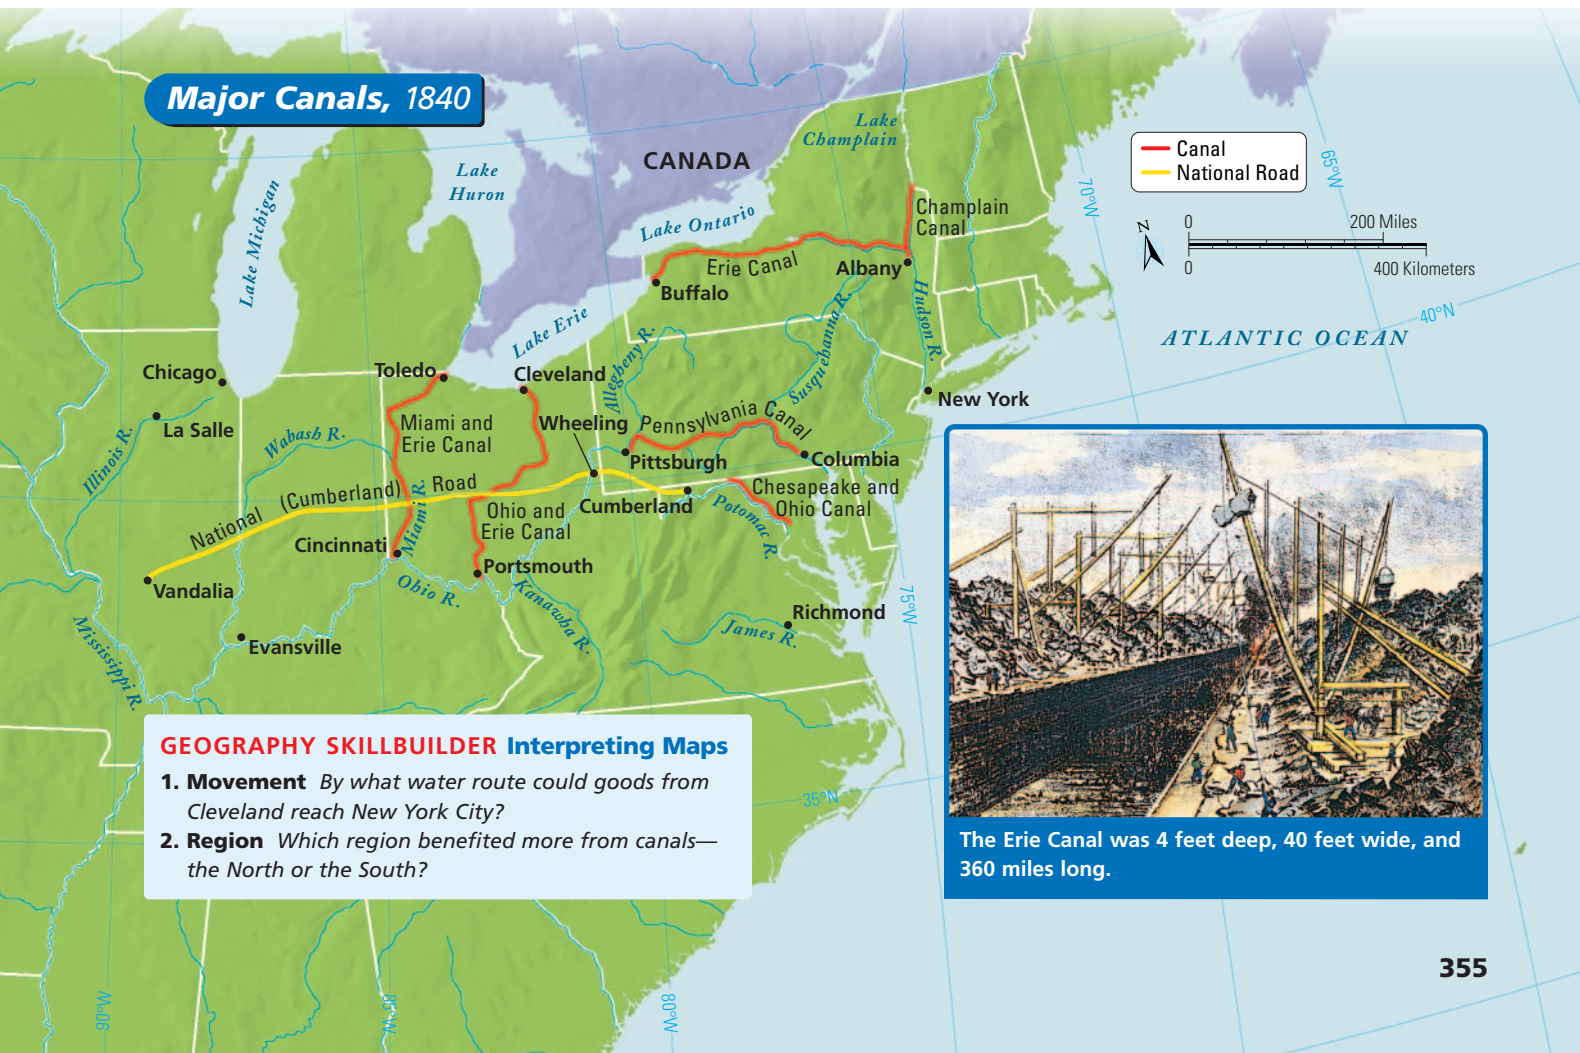 Major Canals, 1840
Canal
National Road
0
200 Miles
0
400 Kilometers
N
CANADA
Lake
Champlain
Lake
Huron
Lake Michigan
Lake Ontario
Lake Erie
Champlain
Canal
Erie Canal
Albany
Buffalo
Hudson R.
Susquehanna R.
Allegheny R.
70°W
65°W
40°N
ATLANTIC OCEAN
Chicago
La Salle
Illinois R.
Toledo
Cleveland
Miami and
Erie Canal
Wabash R.
Wheeling
Pennsylvania Canal
New York
Pittsburgh
Columbia
National (Cumberland) Road
Miami R.
Ohio and
Erie Canal
Cumberland
Chesapeake and
Ohio Canal
Potomac R.
Cincinnati
Portsmouth
Ohio R.
Kanawha R.
Vandalia
Evansville
Mississippi R.
Richmond
James R.
75°W
35°N
90°W
85°W
80°W
GEOGRAPHY SKILLBUILDER Interpreting Maps
1. Movement By what water route could goods from
Cleveland reach New York City?
2. Region Which region benefited more from canals—
the North or the South?
The Erie Canal was 4 feet deep, 40 feet wide, and
360 miles long.
355